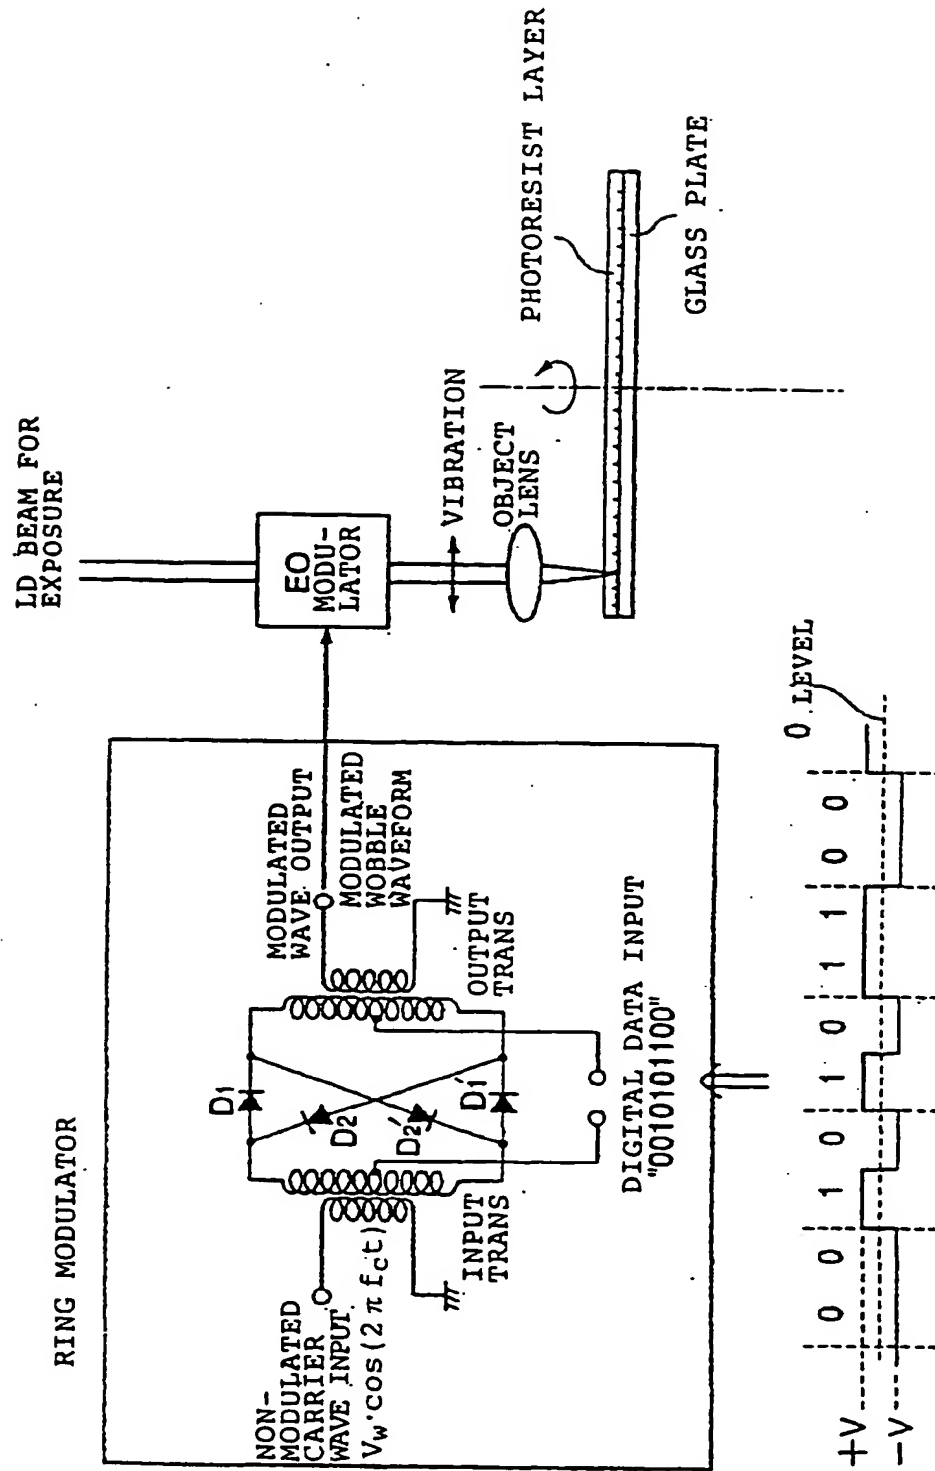 RING MODULATOR
NON-
MODULATED
CARRIER
WAVE INPUT.
Vw·cos(2πfct)
INPUT
TRANS
D1
D2
D2'
D1'
MODULATED
WAVE OUTPUT
MODULATED
WOBBLE
WAVEFORM
OUTPUT
TRANS
DIGITAL DATA INPUT
"0010101100"
LD BEAM FOR
EXPOSURE
EO
MODU-
LATOR
VIBRATION
OBJECT
LENS
PHOTORESIST LAYER
GLASS PLATE
+V
-V
0 0 1 0 1 0 1 1 0 0
0 LEVEL